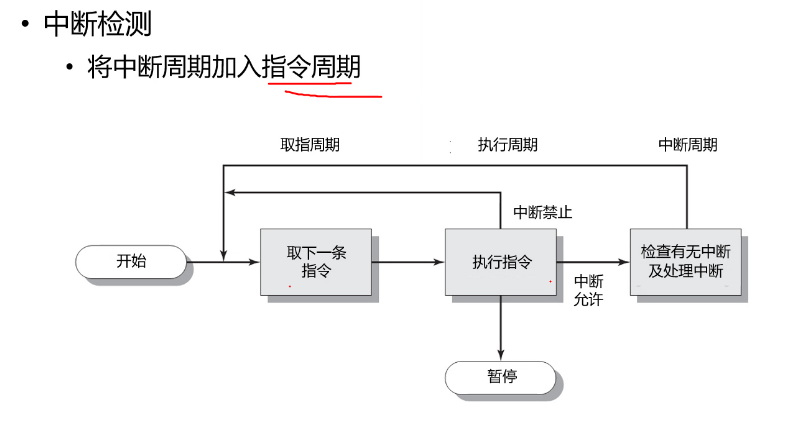 中断检测
将中断周期加入指令周期
取指周期
执行周期
中断周期
中断禁止
开始
取下一条
指令
执行指令
检查有无中断
及处理中断
中断
允许
暂停